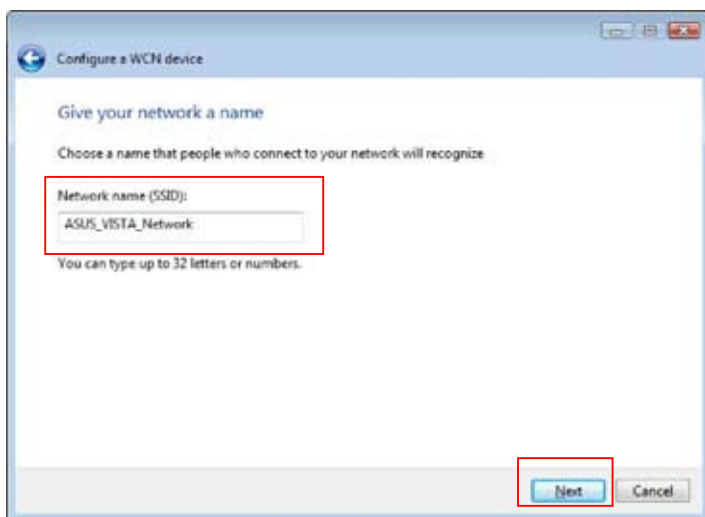 Configure a WCN device
Give your network a name
Choose a name that people who connect to your network will recognize
Network name (SSID):
ASUS_VISTA_Network
You can type up to 32 letters or numbers.
Next Cancel